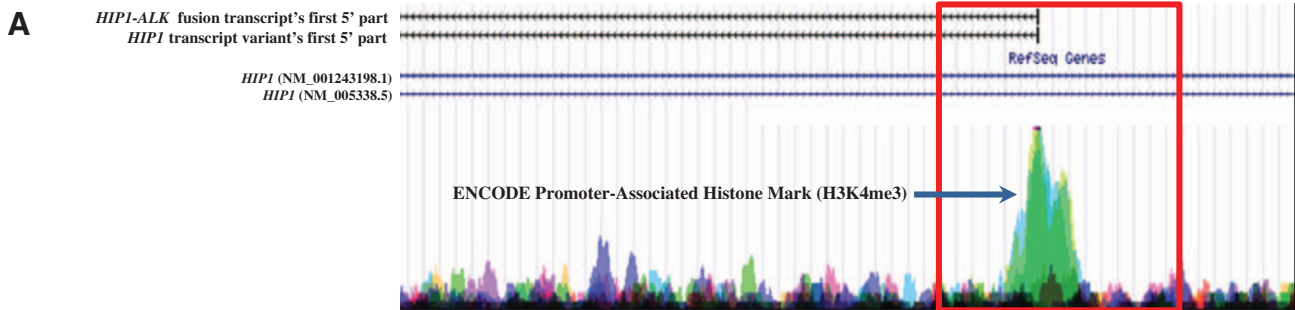 A
HIP1-ALK fusion transcript's first 5' part
HIP1 transcript variant's first 5' part
RefSeq Genes
HIP1 (NM_001243198.1)
HIP1 (NM_005338.5)
ENCODE Promoter-Associated Histone Mark (H3K4me3)